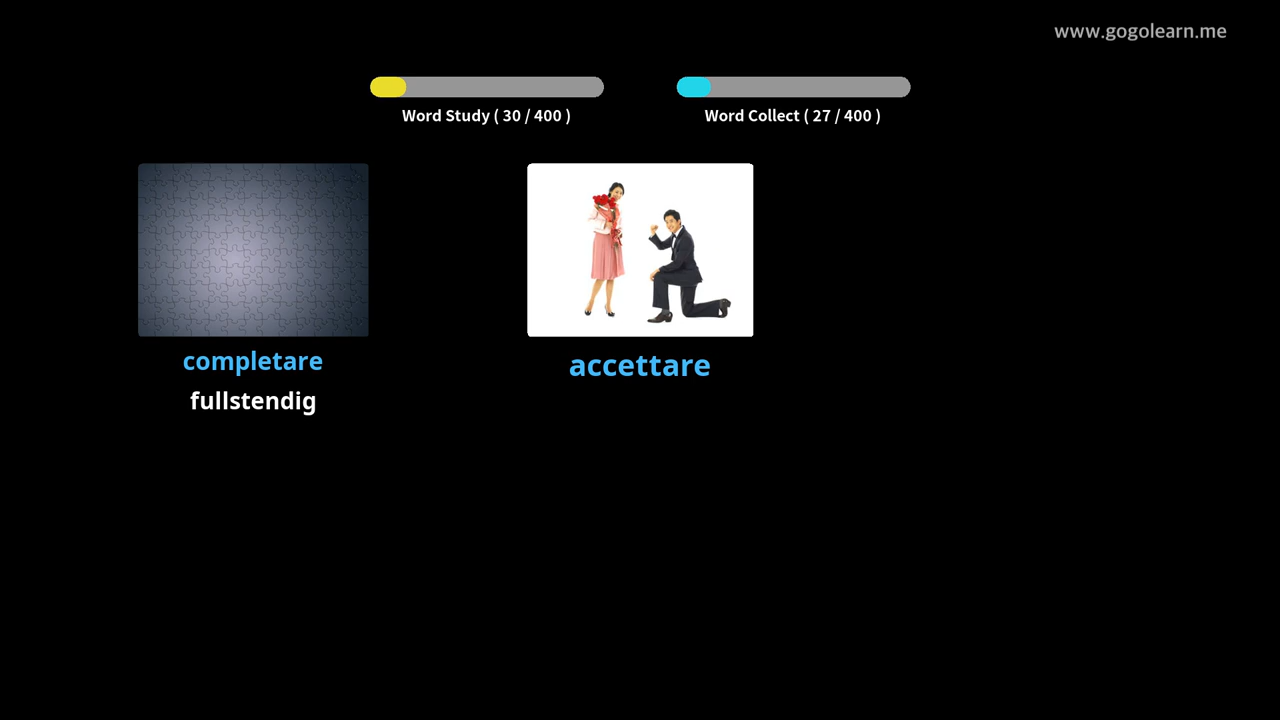 www.gogolearn.me
Word Study ( 30 / 400 )
Word Collect ( 27 / 400 )
completare
fullstendig
accettare